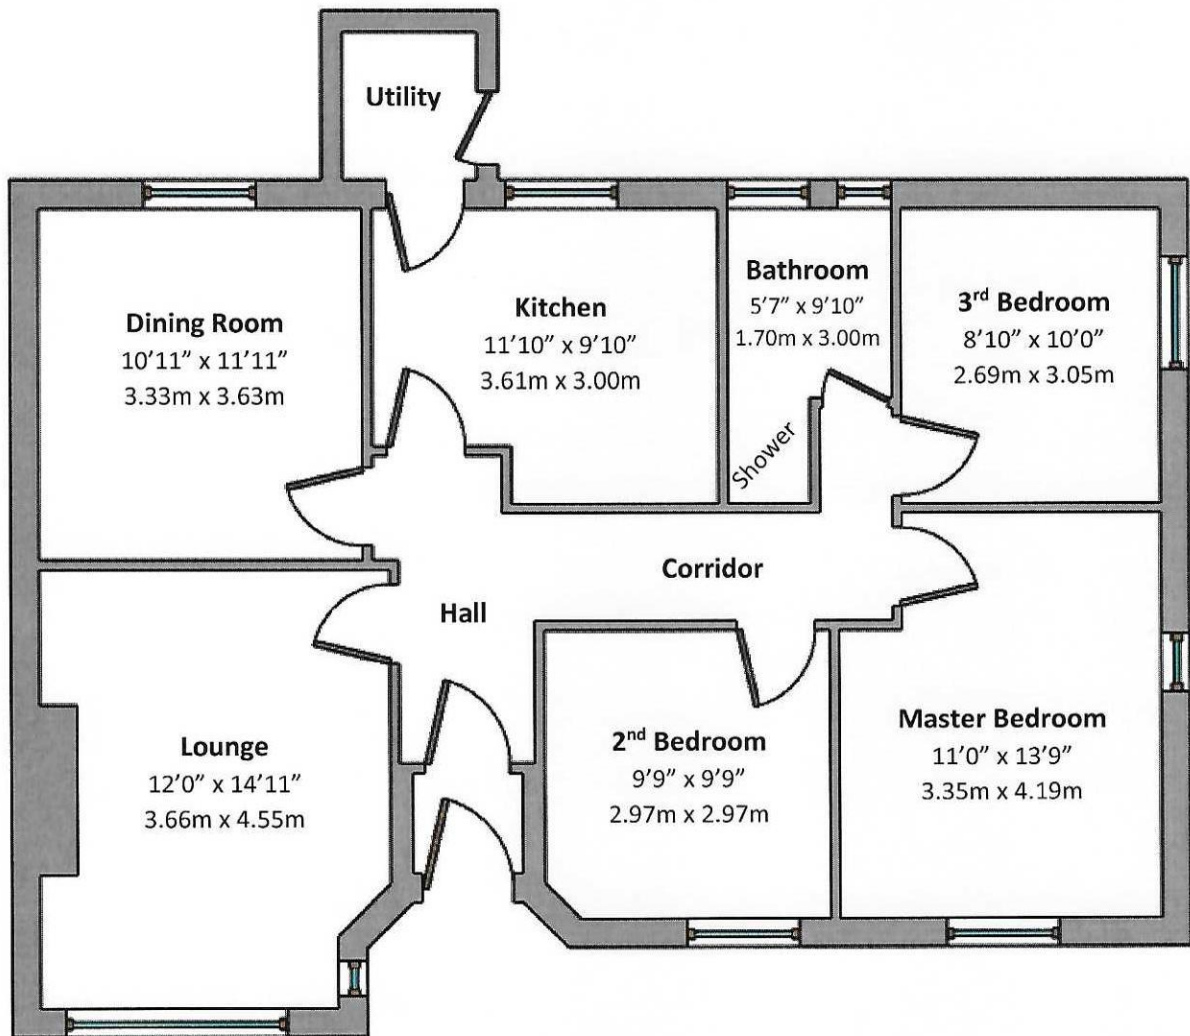 Utility
Dining Room
10’11” x 11’11”
3.33m x 3.63m
Kitchen
11’10” x 9’10”
3.61m x 3.00m
Bathroom
5’7” x 9’10”
1.70m x 3.00m
3rd Bedroom
8’10” x 10’0”
2.69m x 3.05m
Shower
Corridor
Hall
Lounge
12’0” x 14’11”
3.66m x 4.55m
2nd Bedroom
9’9” x 9’9”
2.97m x 2.97m
Master Bedroom
11’0” x 13’9”
3.35m x 4.19m